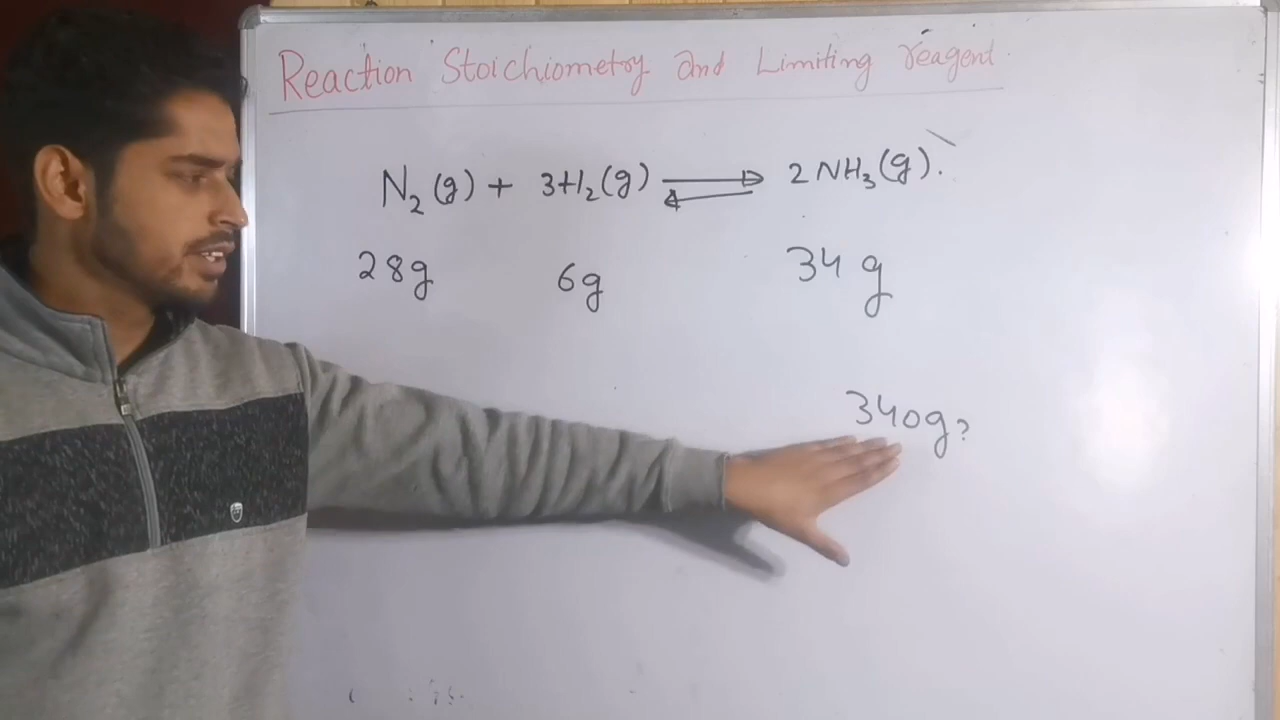 Reaction Stoichiometry and Limiting reagent
N₂(g) + 3H₂(g) ⇌ 2NH₃(g).
28g 6g 34 g
340g?